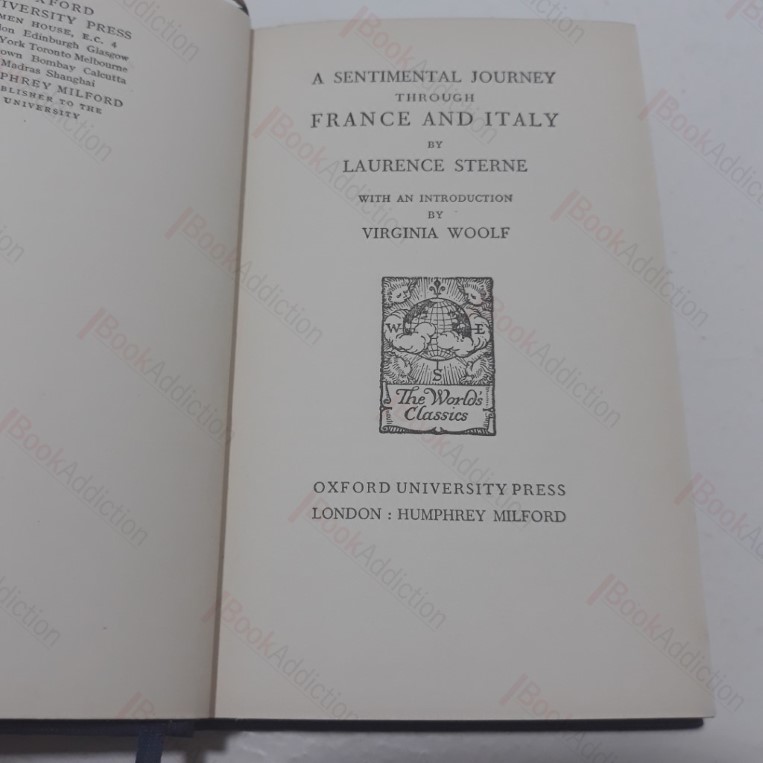 OXFORD
UNIVERSITY PRESS
MEN HOUSE, E.C. 4
Edinburgh Glasgow
York Toronto Melbourne
Bombay Calcutta
Madras Shanghai
HUMPHREY MILFORD
PUBLISHER TO THE
UNIVERSITY
A SENTIMENTAL JOURNEY
THROUGH
FRANCE AND ITALY
BY
LAURENCE STERNE
WITH AN INTRODUCTION
BY
VIRGINIA WOOLF
W E
S
The World's
Classics
OXFORD UNIVERSITY PRESS
LONDON : HUMPHREY MILFORD
BookAddiction